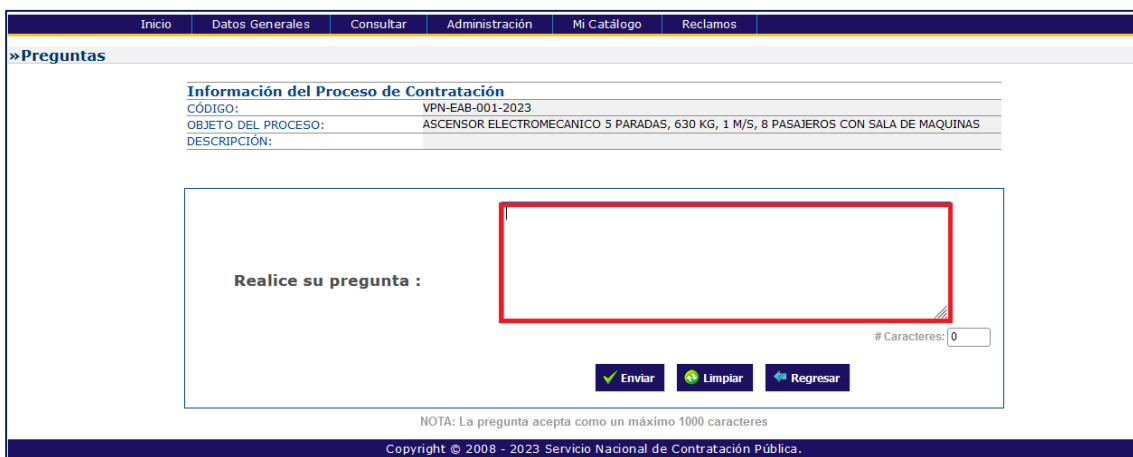 Inicio Datos Generales Consultar Administración Mi Catálogo Reclamos
»Preguntas
Información del Proceso de Contratación
CÓDIGO: VPN-EAB-001-2023
OBJETO DEL PROCESO: ASCENSOR ELECTROMECANICO 5 PARADAS, 630 KG, 1 M/S, 8 PASAJEROS CON SALA DE MAQUINAS
DESCRIPCIÓN:
Realice su pregunta :
# Caracteres: 0
Enviar Limpiar Regresar
NOTA: La pregunta acepta como un máximo 1000 caracteres
Copyright © 2008 - 2023 Servicio Nacional de Contratación Pública.